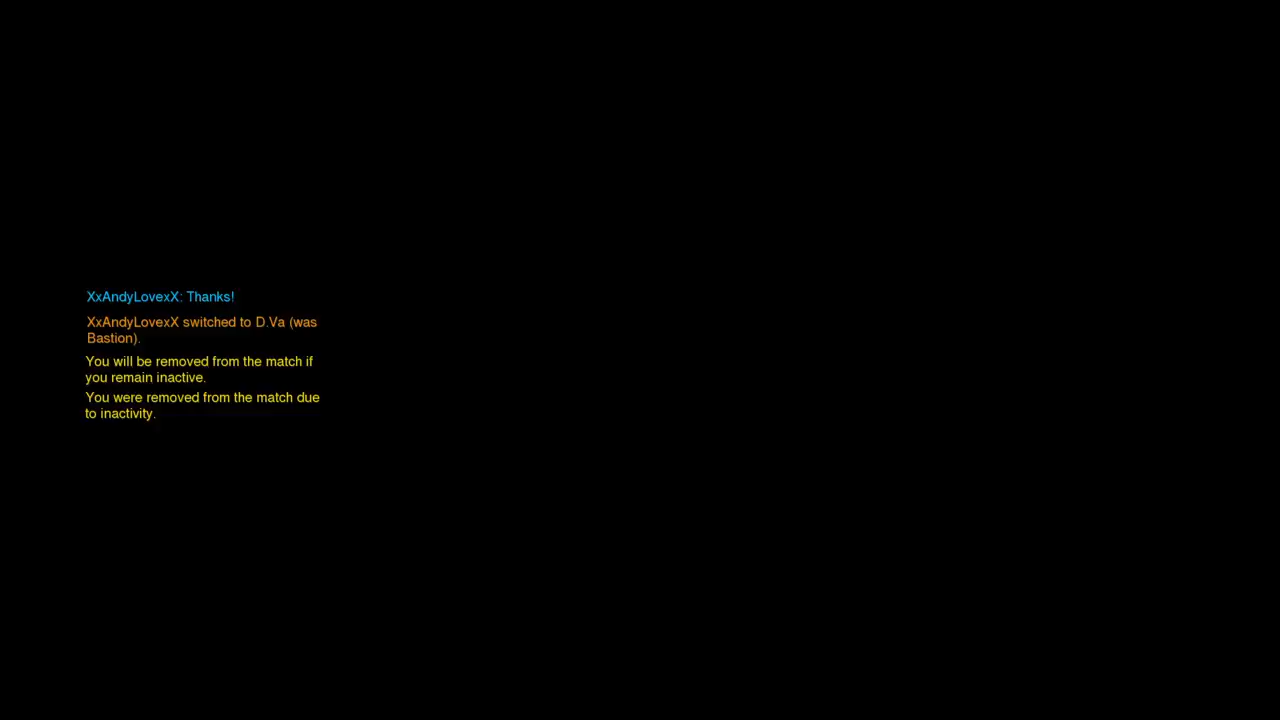 XxAndyLovexX: Thanks!
XxAndyLovexX switched to D.Va (was
Bastion).
You will be removed from the match if
you remain inactive.
You were removed from the match due
to inactivity.